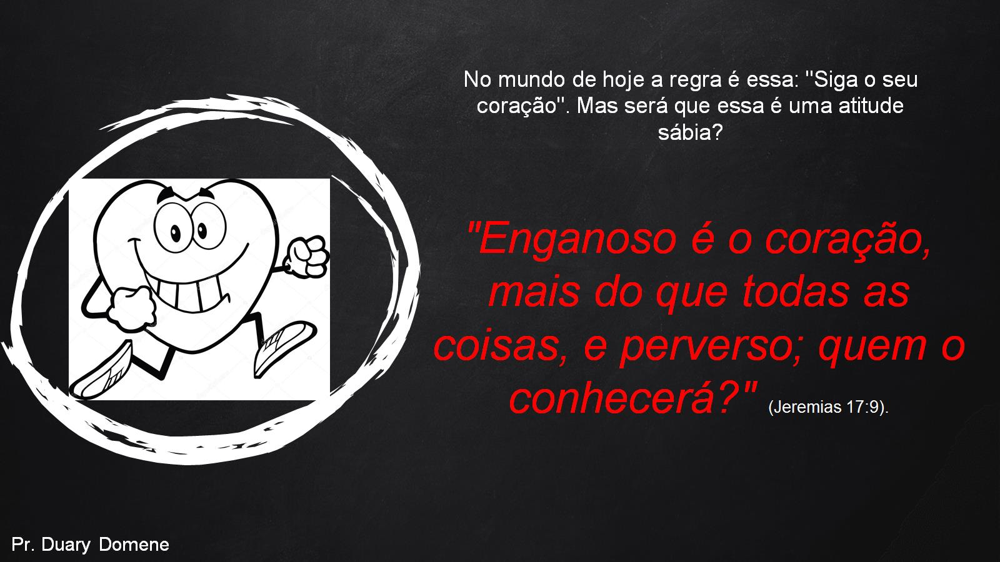 No mundo de hoje a regra é essa: "Siga o seu
coração". Mas será que essa é uma atitude
sábia?
"Enganoso é o coração,
mais do que todas as
coisas, e perverso; quem o
conhecerá?" (Jeremias 17:9).
Pr. Duary Domene